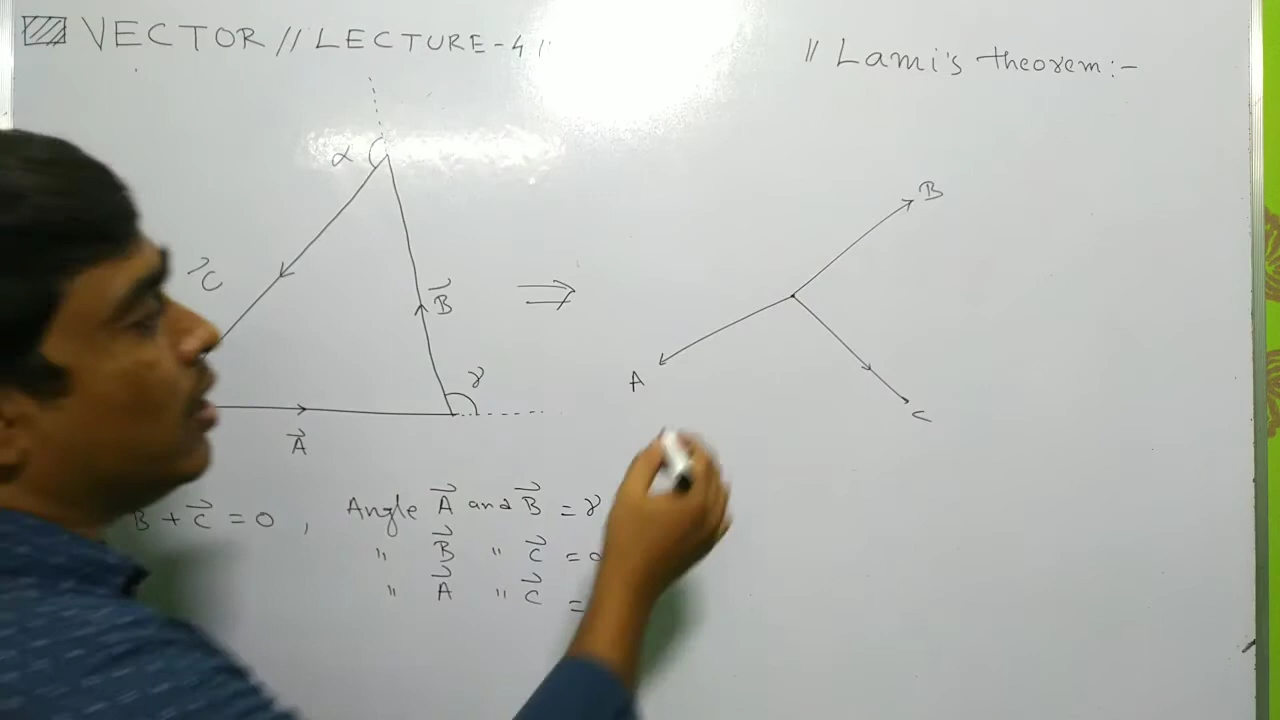 VECTOR // LECTURE-4 //
// Lami's theorem:-
α
B
C⃗
B⃗
γ
A
C
A⃗
B + C⃗ = 0 , Angle A⃗ and B⃗ = γ
" B⃗ " C⃗ =
" A⃗ " C⃗ =